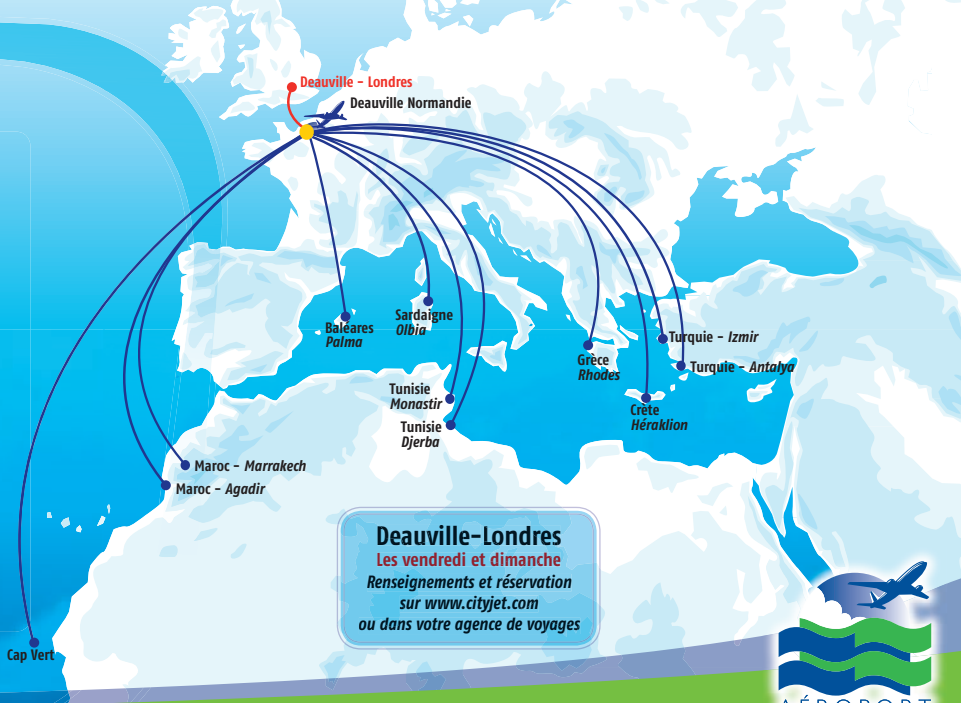 Deauville - Londres
Deauville Normandie
Baléares
Palma
Sardaigne
Olbia
Grèce
Rhodes
Turquie - Izmir
Turquie - Antalya
Tunisie
Monastir
Crète
Héraklion
Tunisie
Djerba
Maroc - Marrakech
Maroc - Agadir
Deauville-Londres
Les vendredi et dimanche
Renseignements et réservation
sur www.cityjet.com
ou dans votre agence de voyages
Cap Vert
AÉROPORT